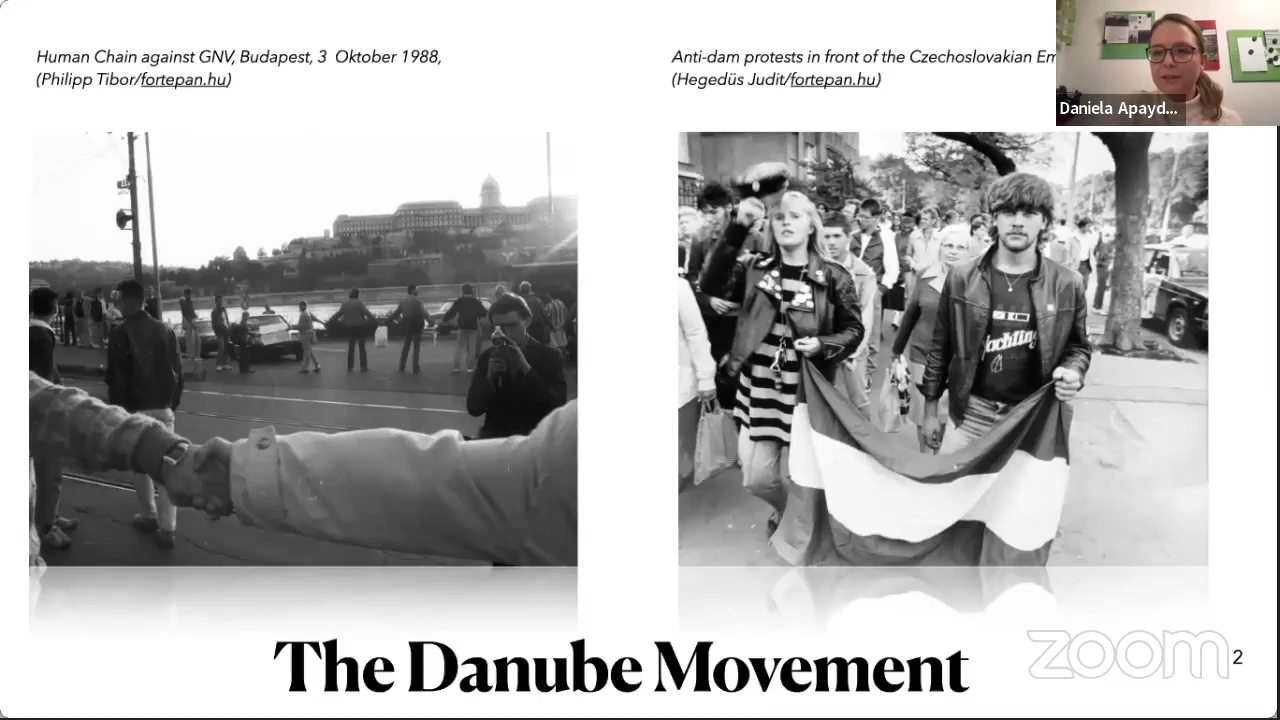 Human Chain against GNV, Budapest, 3 Oktober 1988,
(Philipp Tibor/fortepan.hu)
Anti-dam protests in front of the Czechoslovakian
(Hegedüs Judit/fortepan.hu)
Daniela Apayd...
The Danube Movement
zoom
2